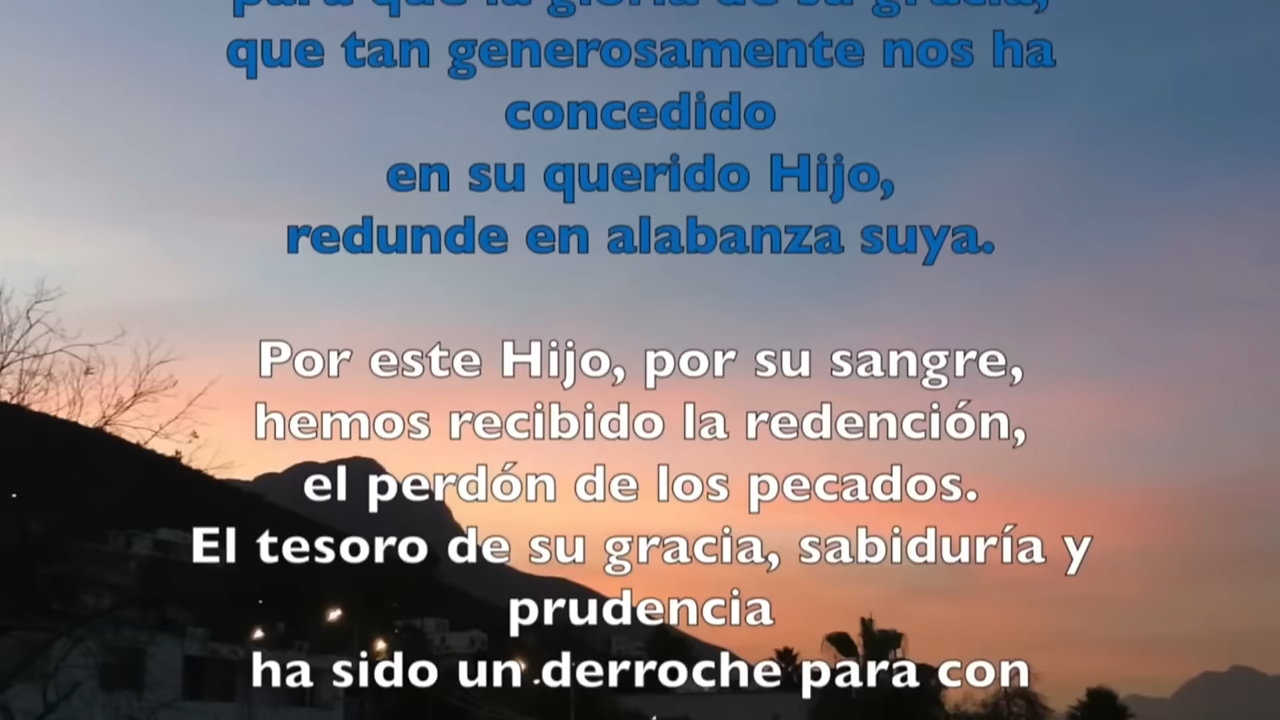 para que la gloria de su gracia,
que tan generosamente nos ha
concedido
en su querido Hijo,
redunde en alabanza suya.
Por este Hijo, por su sangre,
hemos recibido la redención,
el perdón de los pecados.
El tesoro de su gracia, sabiduría y
prudencia
ha sido un derroche para con